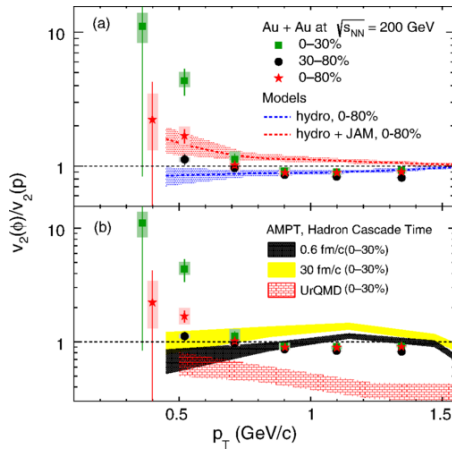 (a)
Au + Au at √sNN = 200 GeV
0–30%
30–80%
0–80%
Models
hydro, 0-80%
hydro + JAM, 0-80%
10
1
v2(ϕ)/v2(p)
(b)
AMPT, Hadron Cascade Time
0.6 fm/c(0–30%)
30 fm/c(0–30%)
UrQMD(0–30%)
10
1
0.5
1.0
1.5
pT (GeV/c)